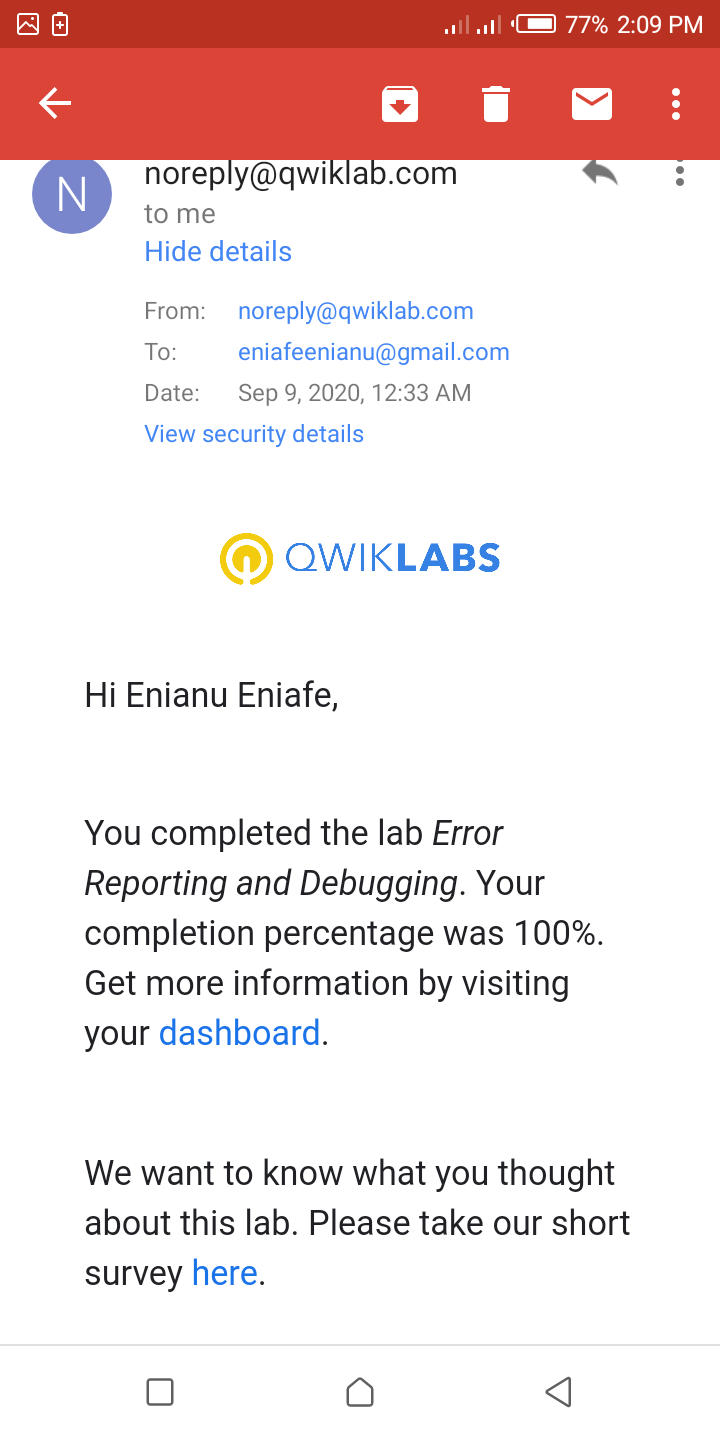 77% 2:09 PM
N
noreply@qwiklab.com
to me
Hide details
From: noreply@qwiklab.com
To: eniafeenianu@gmail.com
Date: Sep 9, 2020, 12:33 AM
View security details
QWIKLABS
Hi Enianu Eniafe,
You completed the lab Error
Reporting and Debugging. Your
completion percentage was 100%.
Get more information by visiting
your dashboard.
We want to know what you thought
about this lab. Please take our short
survey here.